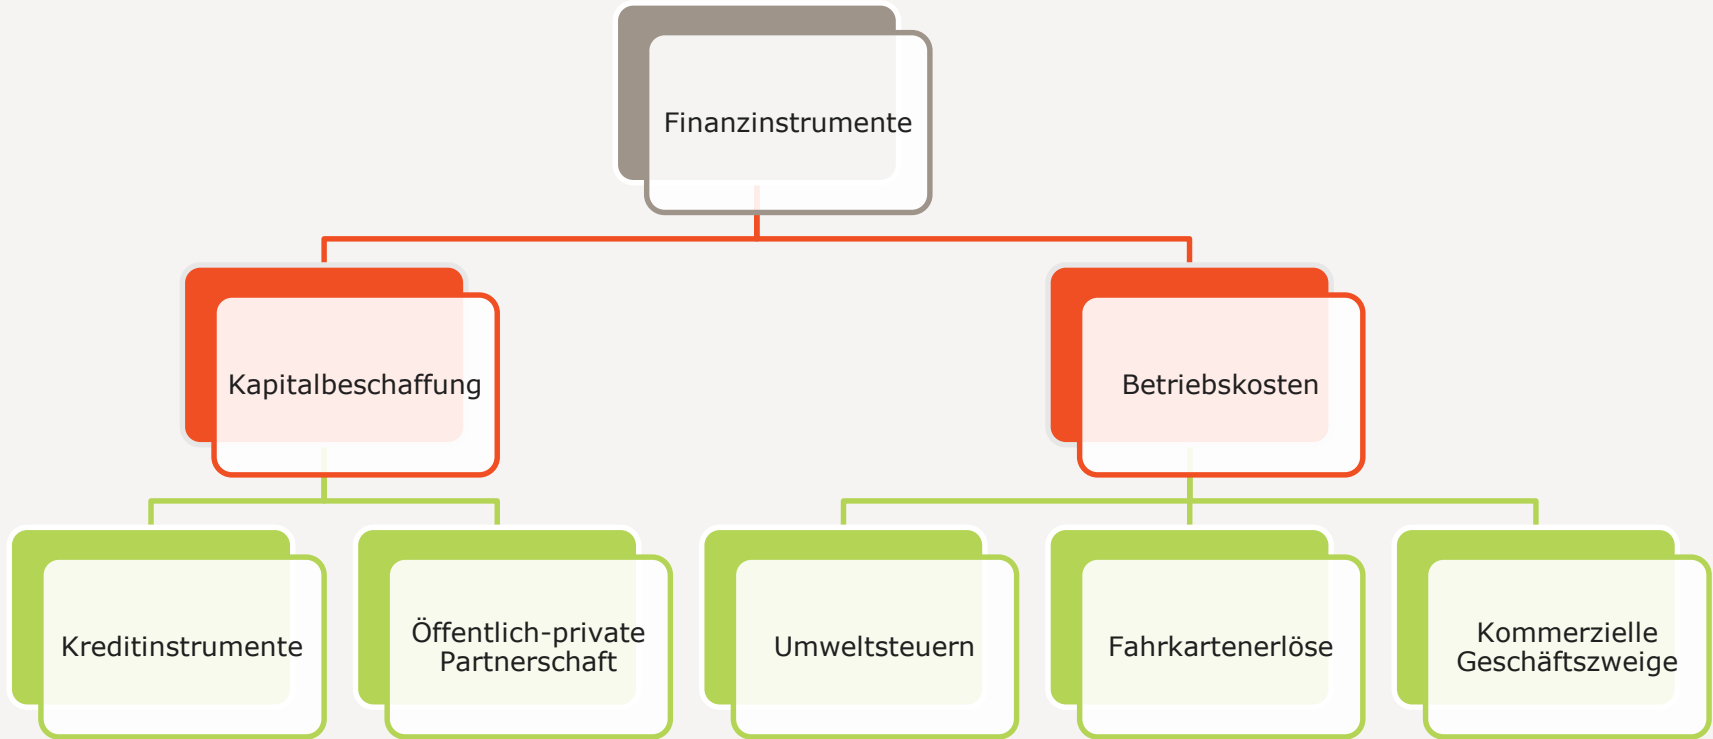 Finanzinstrumente
Kapitalbeschaffung
Betriebskosten
Kreditinstrumente
Öffentlich-private
Partnerschaft
Umweltsteuern
Fahrkartenerlöse
Kommerzielle
Geschäftszweige